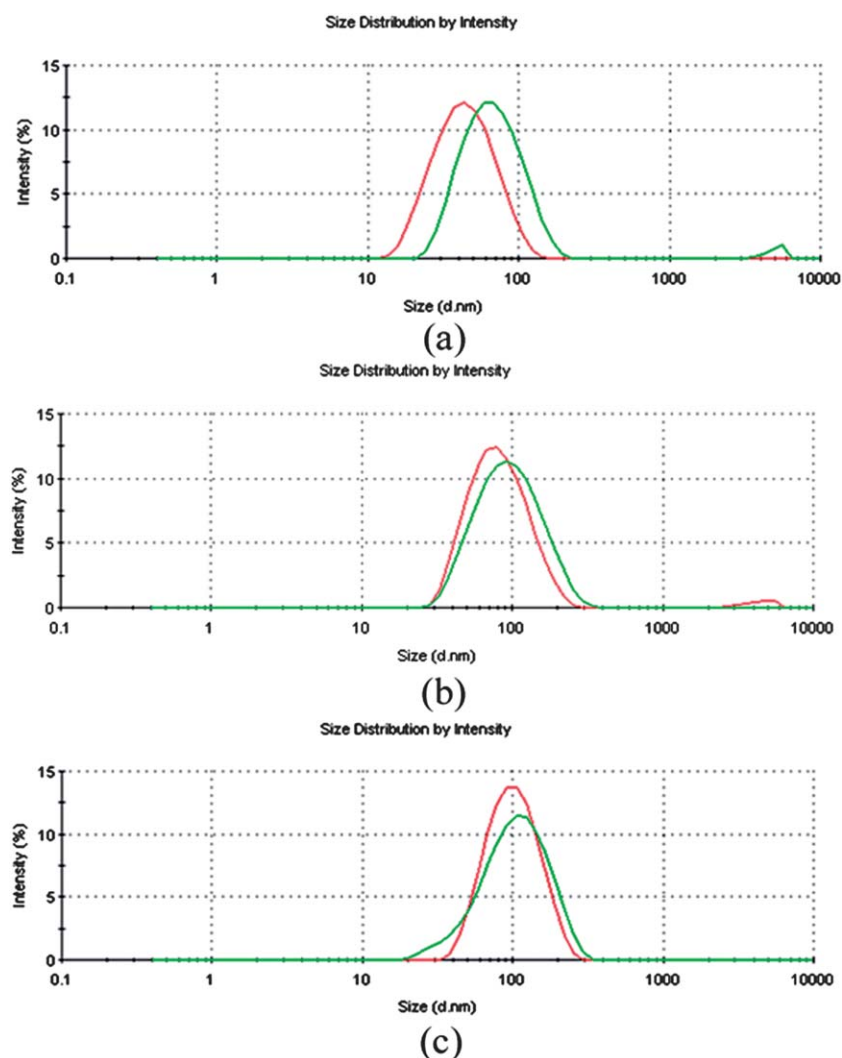 Size Distribution by Intensity
15
10
5
0
Intensity (%)
0.1 1 10 100 1000 10000
Size (d.nm)
(a)
Size Distribution by Intensity
15
10
5
0
Intensity (%)
0.1 1 10 100 1000 10000
Size (d.nm)
(b)
Size Distribution by Intensity
15
10
5
0
Intensity (%)
0.1 1 10 100 1000 10000
Size (d.nm)
(c)